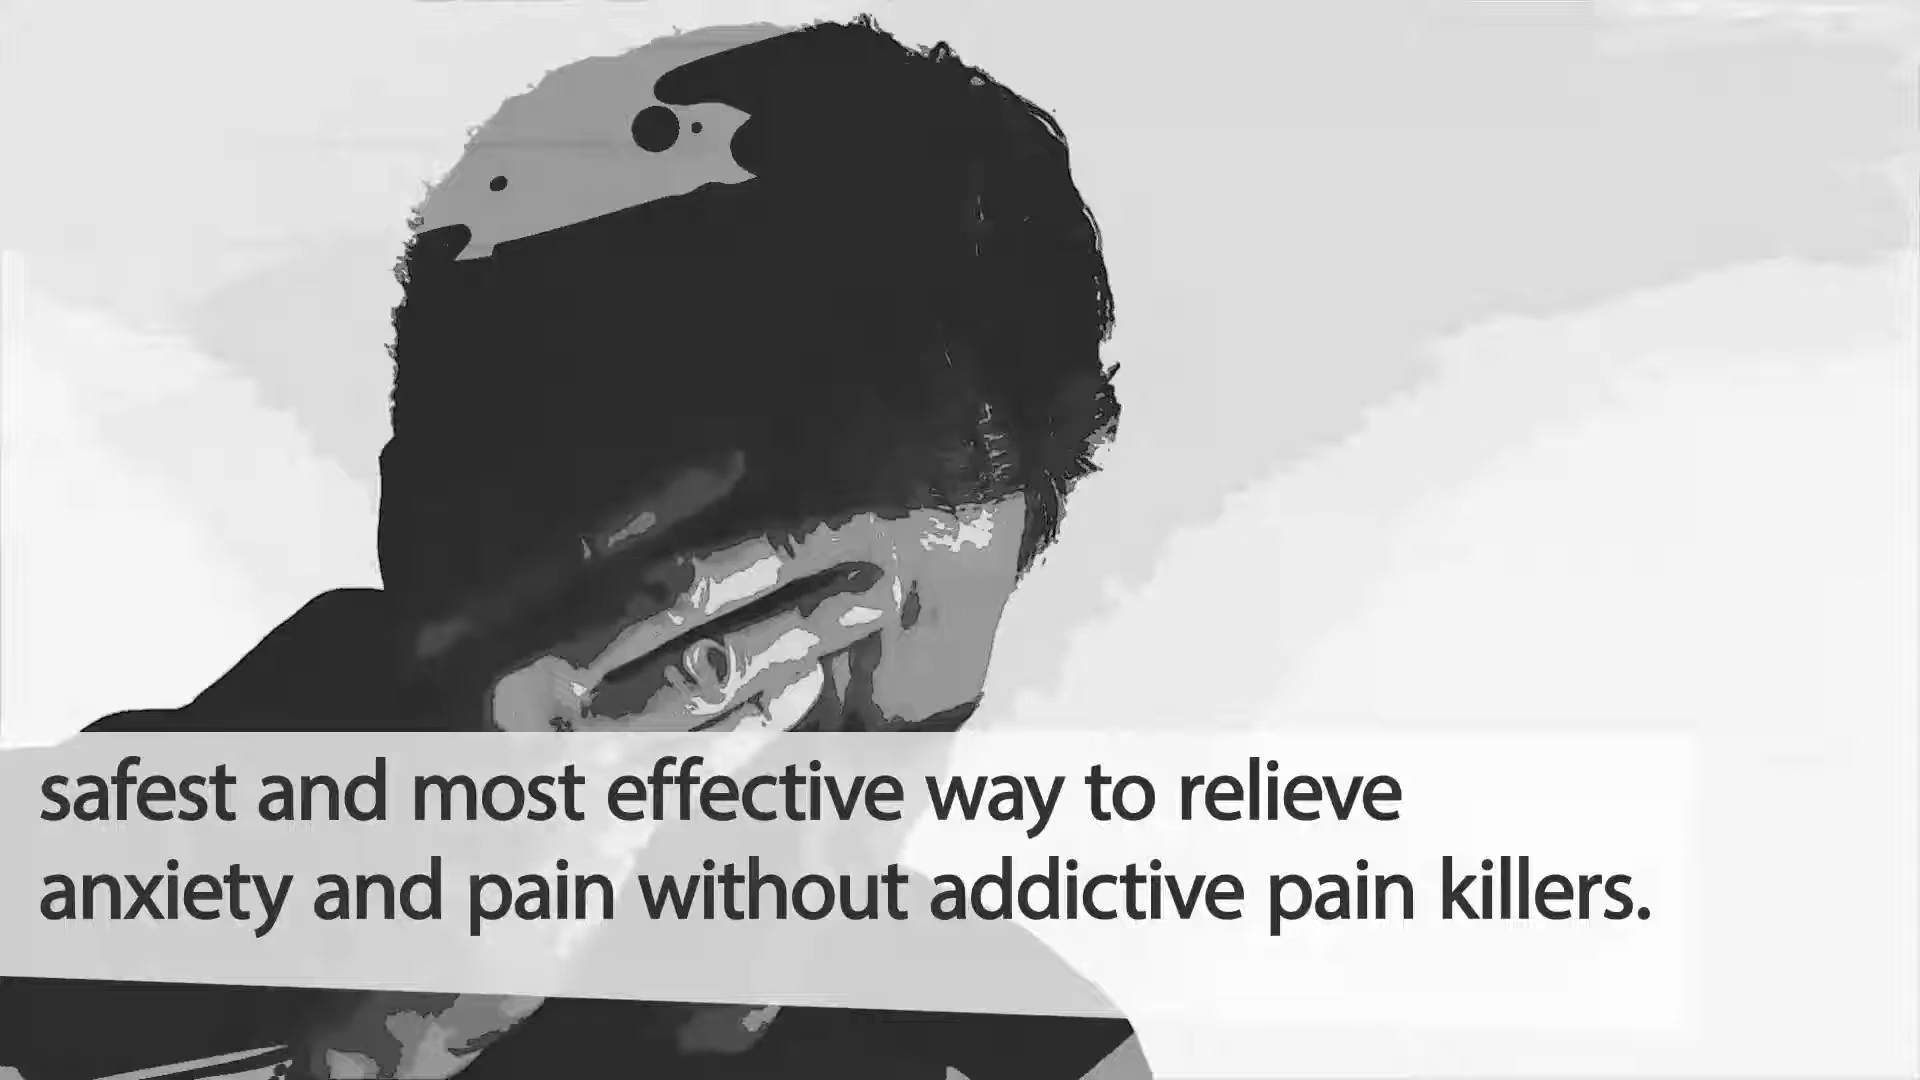 safest and most effective way to relieve
anxiety and pain without addictive pain killers.